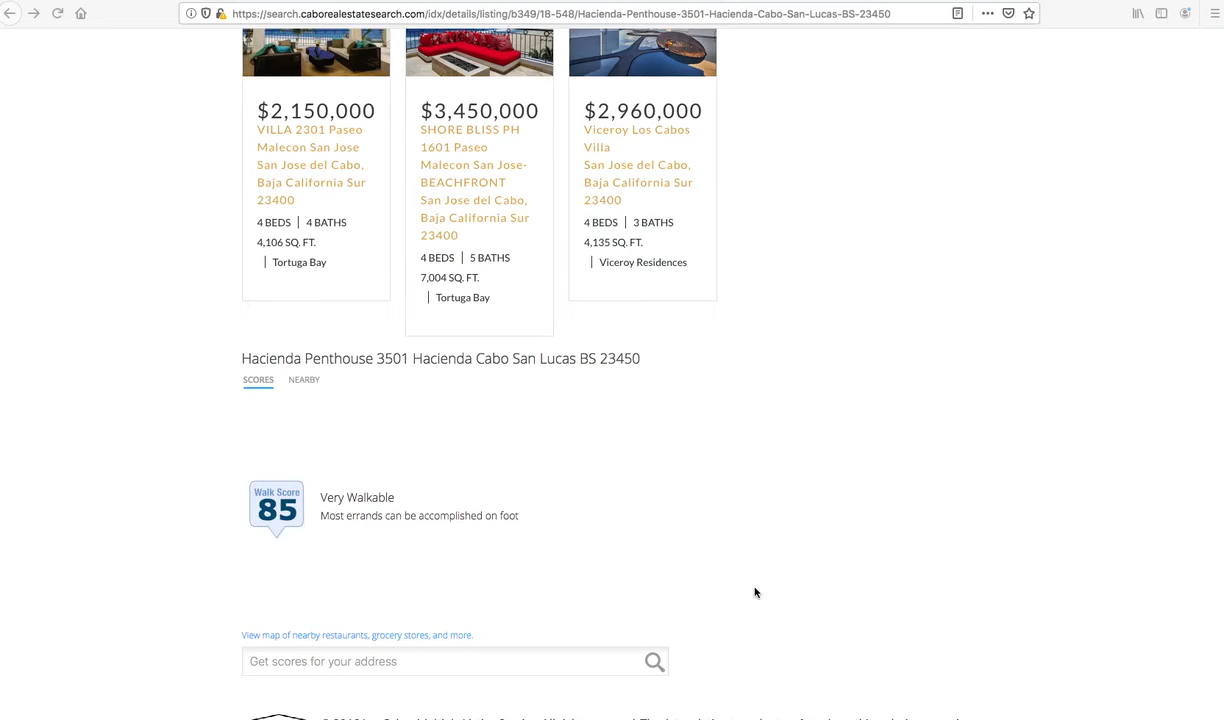 https://search.caborealestatesearch.com/idx/details/listing/b349/18-548/Hacienda-Penthouse-3501-Hacienda-Cabo-San-Lucas-BS-23450
$2,150,000
VILLA 2301 Paseo
Malecon San Jose
San Jose del Cabo,
Baja California Sur
23400
4 BEDS | 4 BATHS
4,106 SQ. FT.
| Tortuga Bay
$3,450,000
SHORE BLISS PH
1601 Paseo
Malecon San Jose-
BEACHFRONT
San Jose del Cabo,
Baja California Sur
23400
4 BEDS | 5 BATHS
7,004 SQ. FT.
| Tortuga Bay
$2,960,000
Viceroy Los Cabos
Villa
San Jose del Cabo,
Baja California Sur
23400
4 BEDS | 3 BATHS
4,135 SQ. FT.
| Viceroy Residences
Hacienda Penthouse 3501 Hacienda Cabo San Lucas BS 23450
SCORES NEARBY
Walk Score
85
Very Walkable
Most errands can be accomplished on foot
View map of nearby restaurants, grocery stores, and more.
Get scores for your address